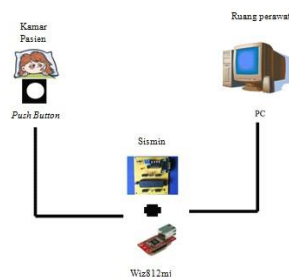 Kamar
Pasien
Ruang perawat
Push Button
PC
Sismin
Wiz812mj